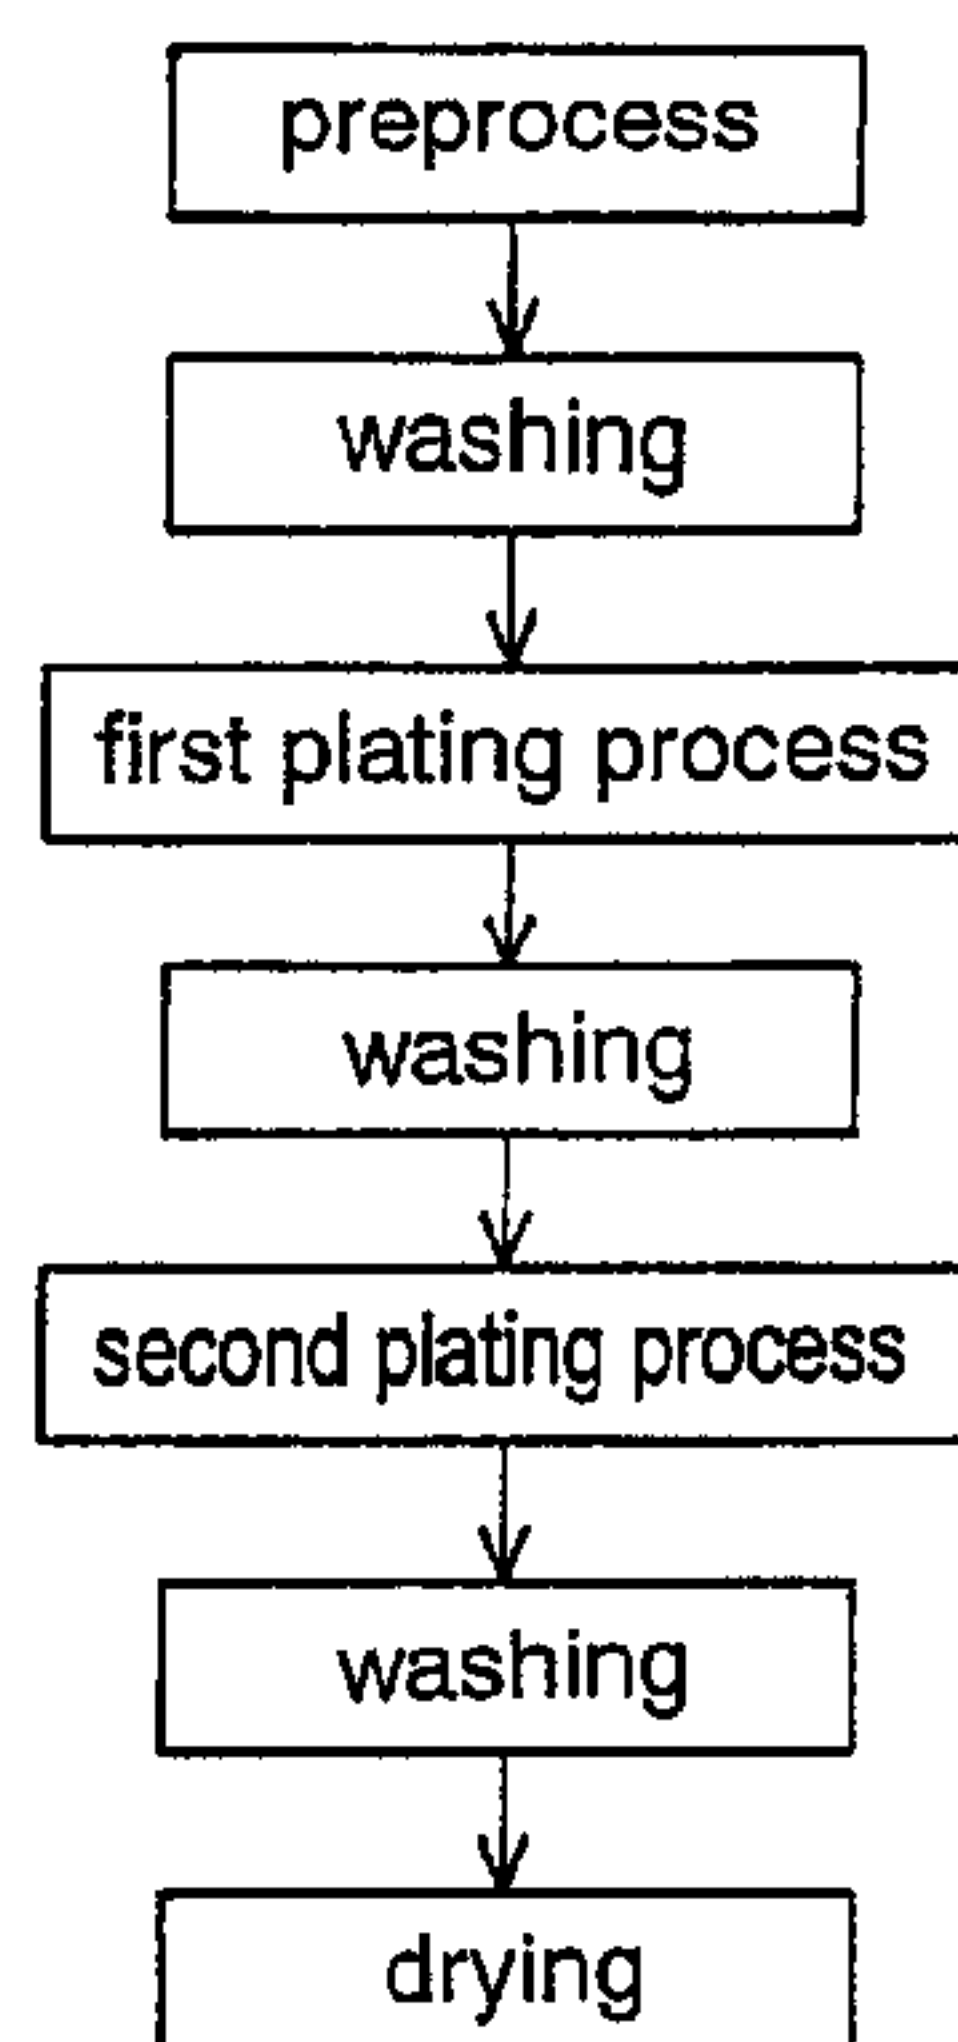 preprocess
washing
first plating process
washing
second plating process
washing
drying